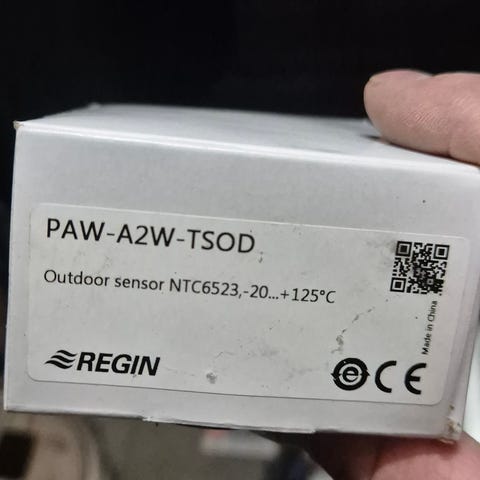 PAW-A2W-TSOD
Outdoor sensor NTC6523,-20...+125°C
Made in China
REGIN
e CE